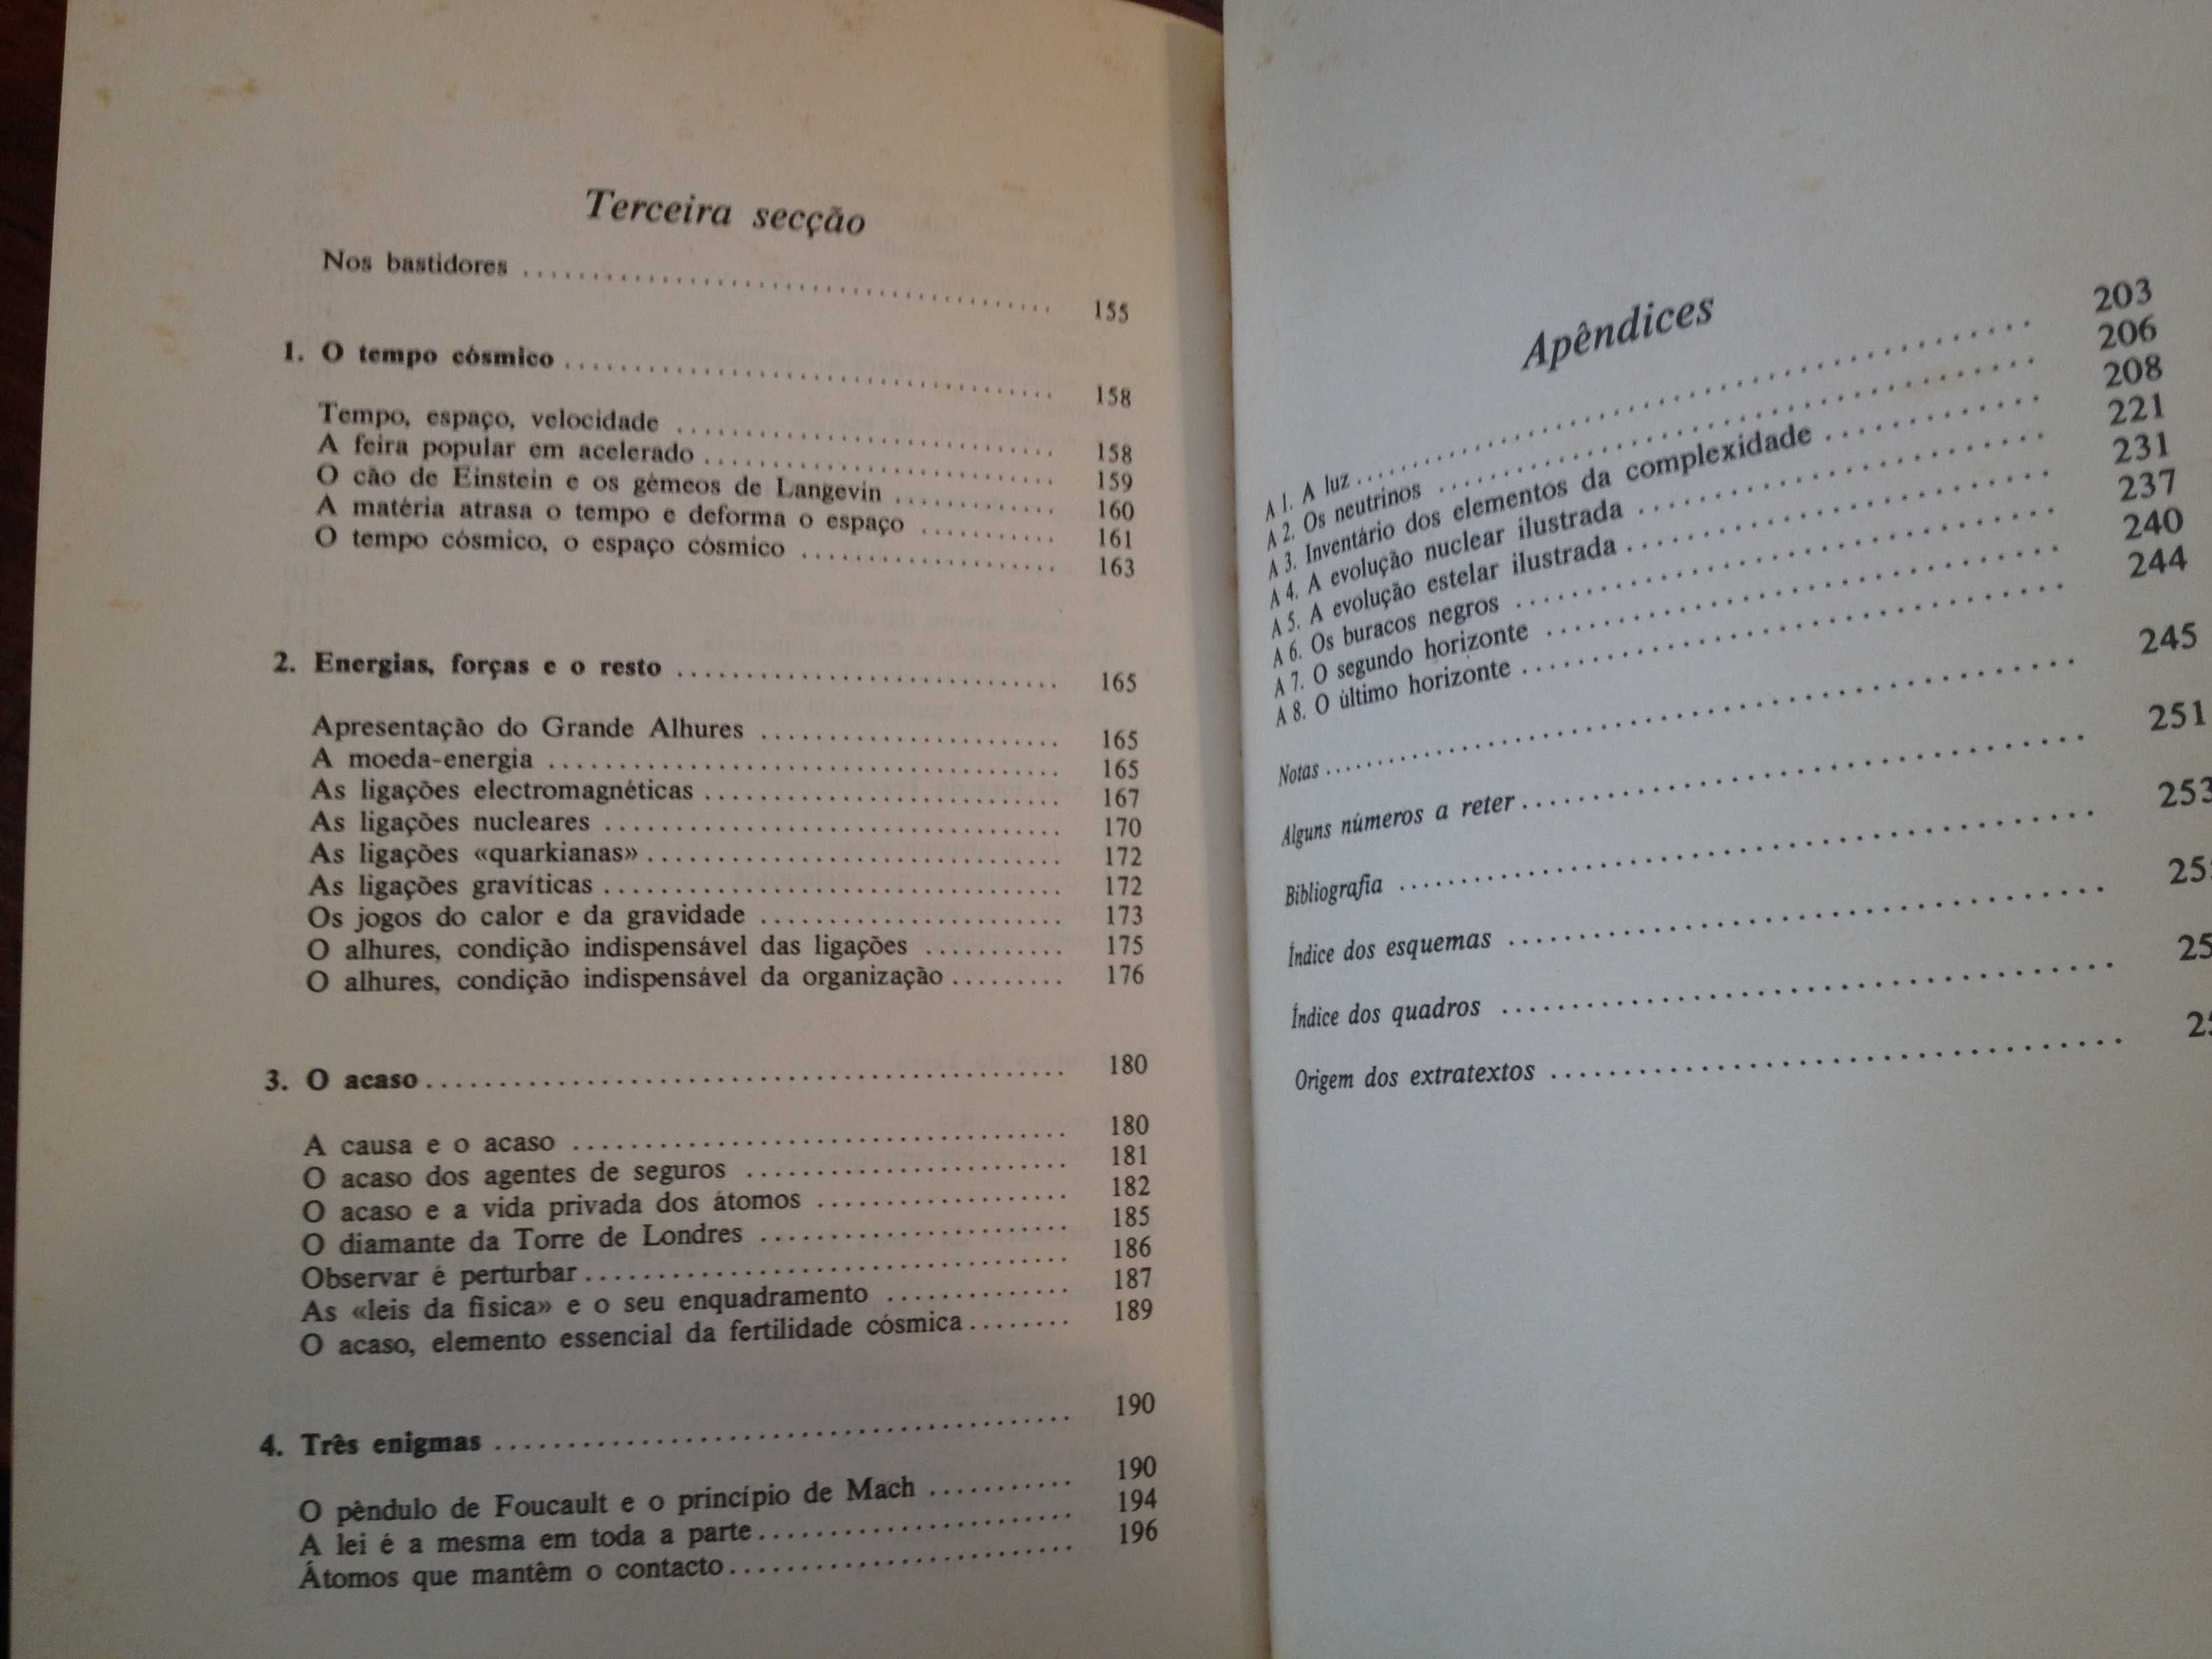 Terceira secção
Nos bastidores ........ 155
1. O tempo cósmico ........ 158
Tempo, espaço, velocidade ........ 158
A feira popular em acelerado ........ 159
O cão de Einstein e os gémeos de Langevin ........ 160
A matéria atrasa o tempo e deforma o espaço ........ 161
O tempo cósmico, o espaço cósmico ........ 163
2. Energias, forças e o resto ........ 165
Apresentação do Grande Alhures ........ 165
A moeda-energia ........ 165
As ligações electromagnéticas ........ 167
As ligações nucleares ........ 170
As ligações «quarkianas» ........ 172
As ligações gravíticas ........ 172
Os jogos do calor e da gravidade ........ 173
O alhures, condição indispensável das ligações ........ 175
O alhures, condição indispensável da organização ........ 176
3. O acaso ........ 180
A causa e o acaso ........ 180
O acaso dos agentes de seguros ........ 181
O acaso e a vida privada dos átomos ........ 182
O diamante da Torre de Londres ........ 185
Observar é perturbar ........ 186
As «leis da física» e o seu enquadramento ........ 187
O acaso, elemento essencial da fertilidade cósmica ........ 189
4. Três enigmas ........ 190
O pêndulo de Foucault e o princípio de Mach ........ 190
A lei é a mesma em toda a parte ........ 194
Átomos que mantêm o contacto ........ 196
Apêndices
A 1. A luz ........ 203
A 2. Os neutrinos ........ 206
A 3. Inventário dos elementos da complexidade ........ 208
A 4. A evolução nuclear ilustrada ........ 221
A 5. A evolução estelar ilustrada ........ 231
A 6. Os buracos negros ........ 237
A 7. O segundo horizonte ........ 240
A 8. O último horizonte ........ 244
Notas ........ 245
Alguns números a reter ........ 251
Bibliografia ........ 253
Índice dos esquemas ........
Índice dos quadros ........
Origem dos extratextos ........